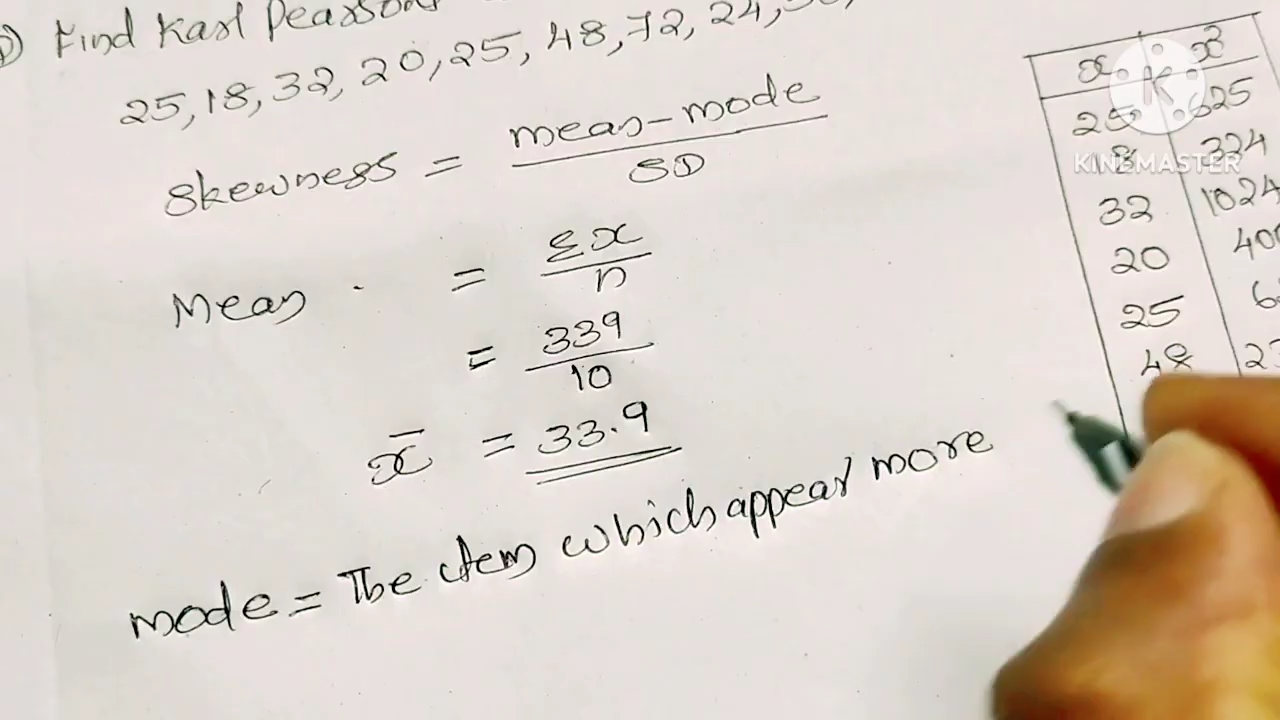 Find Karl Pearson
25, 18, 32, 20, 25, 48, 72, 24,
Skewness = mean - mode
SD
Mean = Σx
n
= 339
10
x̄ = 33.9
mode = The item which appear more
x x²
25 625
18 324
32 1024
20 400
25
48
K
KINEMASTER